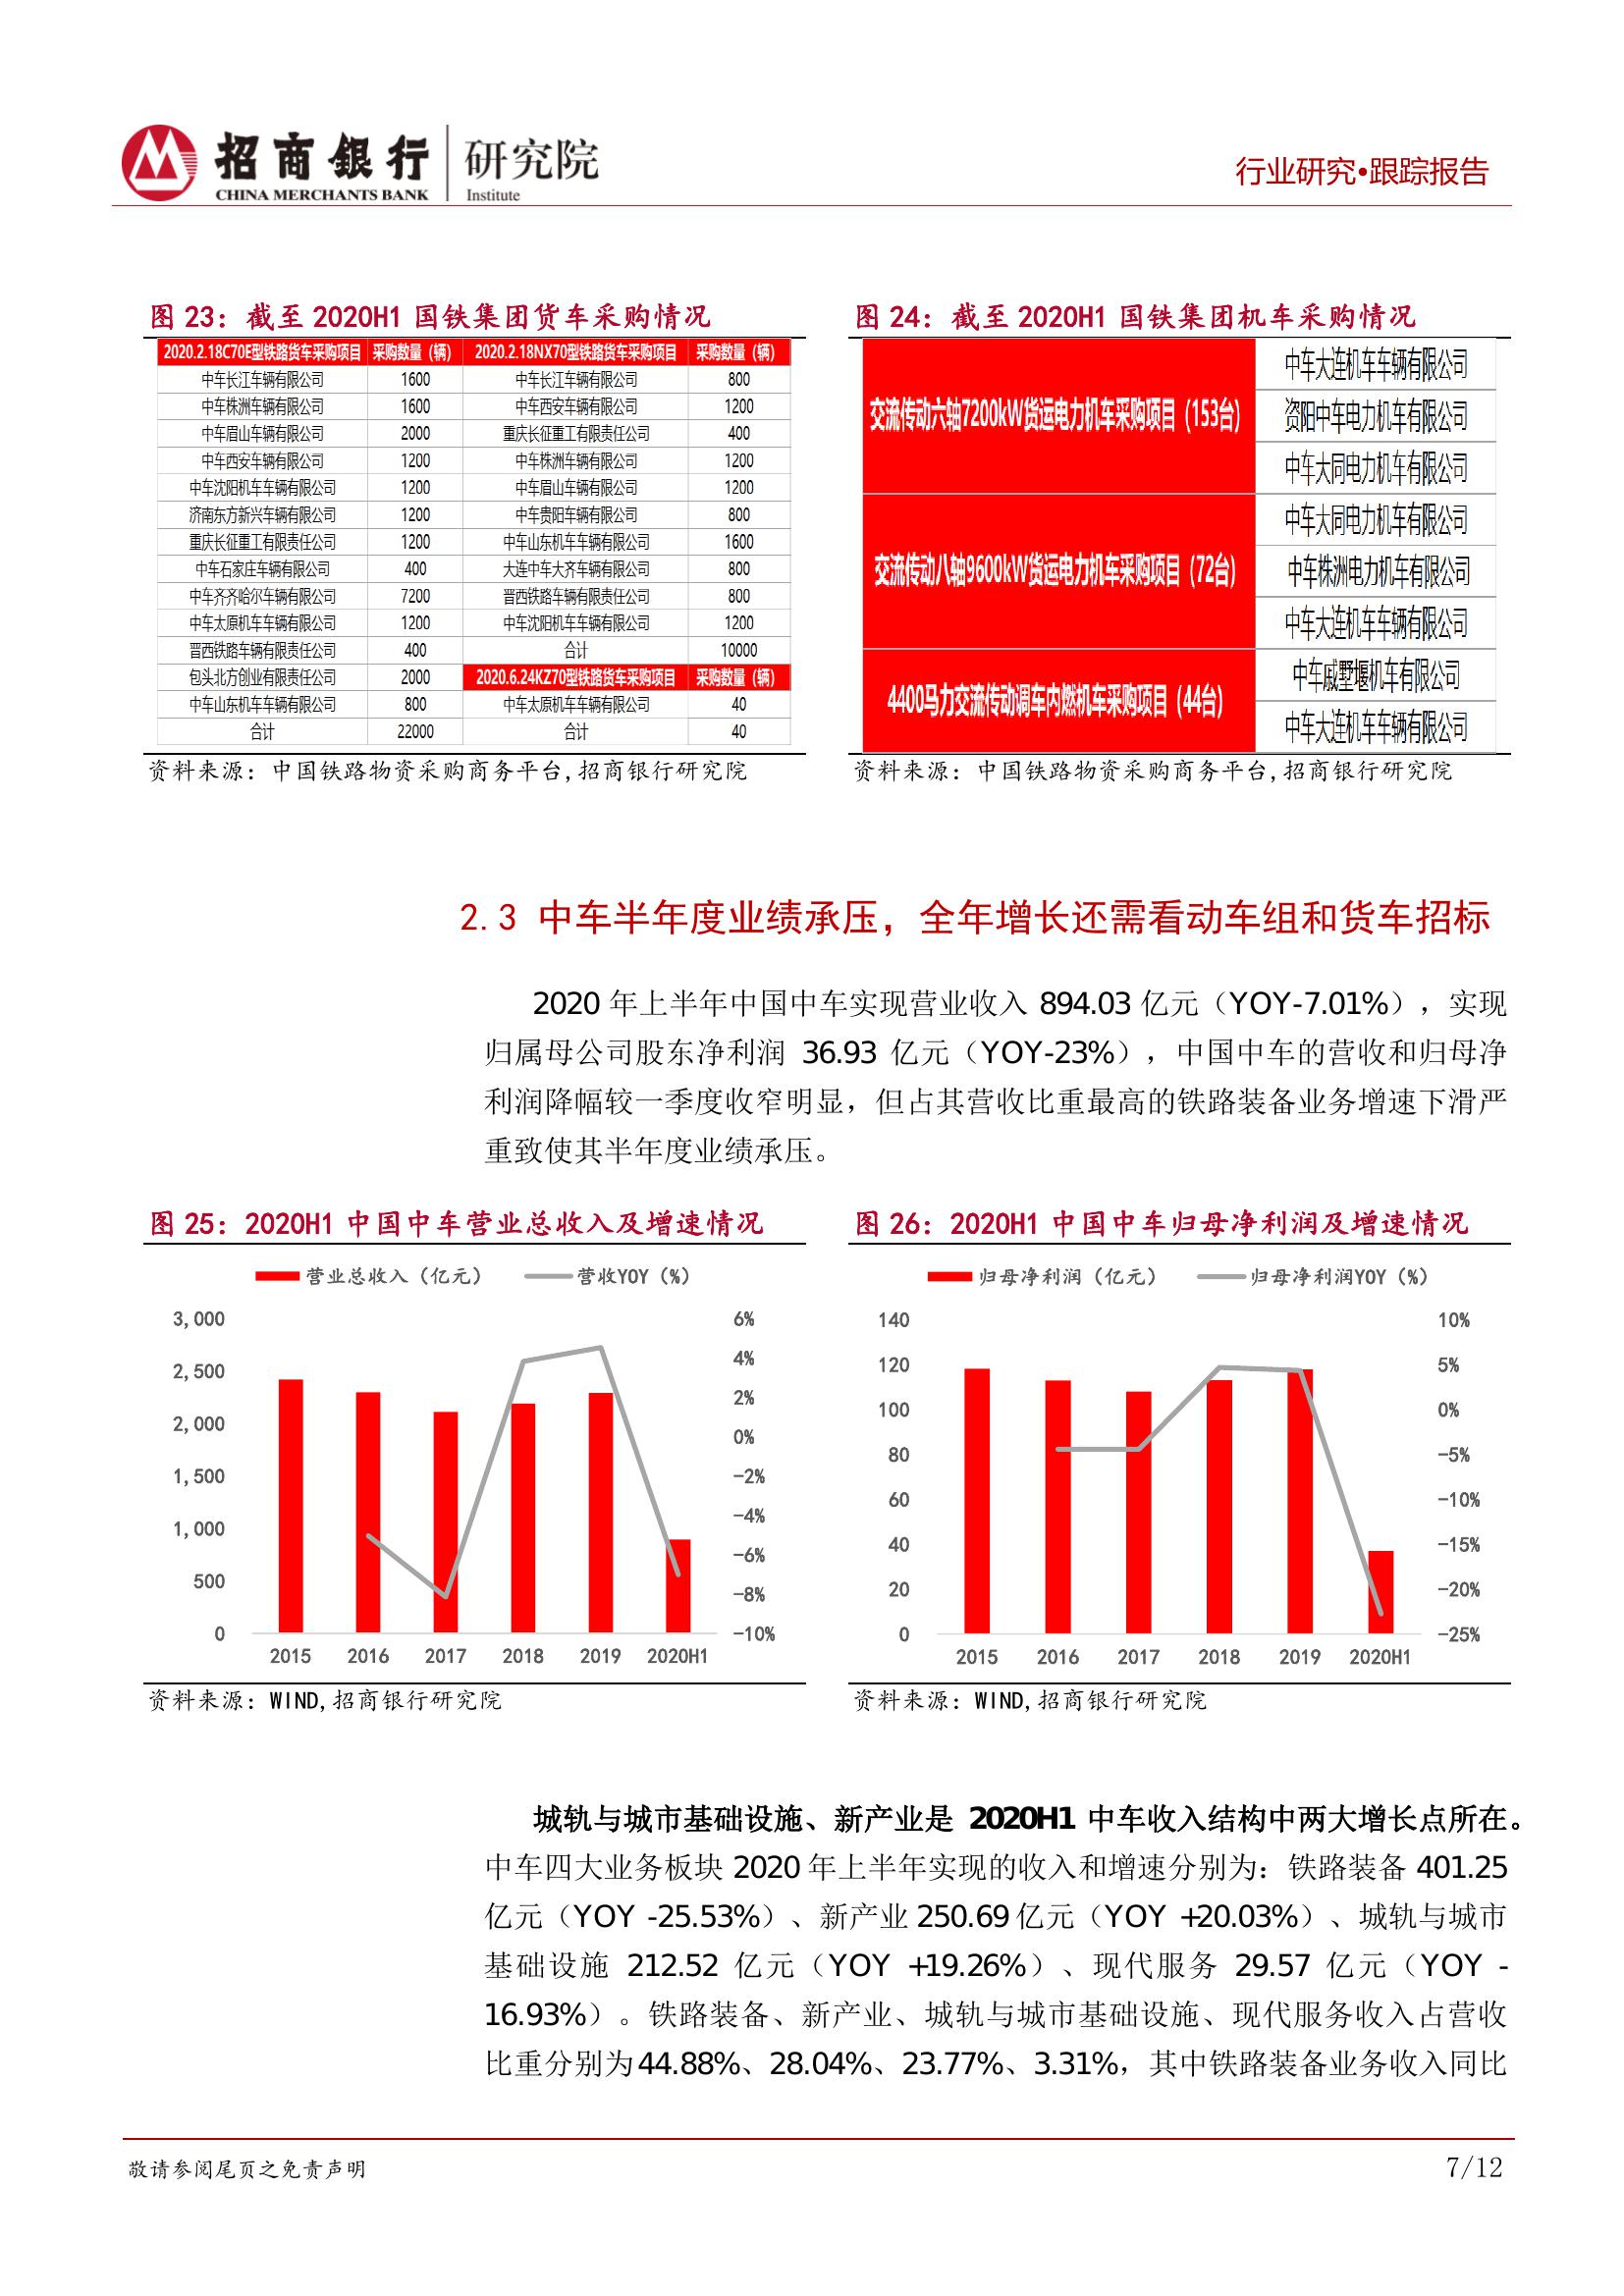 招商银行 研究院
CHINA MERCHANTS BANK Institute
行业研究•跟踪报告
图 23：截至 2020H1 国铁集团货车采购情况
2020.2.18C70E型铁路货车采购项目 采购数量（辆） 2020.2.18NX70型铁路货车采购项目 采购数量（辆）
中车长江车辆有限公司 1600 中车长江车辆有限公司 800
中车株洲车辆有限公司 1600 中车西安车辆有限公司 1200
中车眉山车辆有限公司 2000 重庆长征重工有限责任公司 400
中车西安车辆有限公司 1200 中车株洲车辆有限公司 1200
中车沈阳机车车辆有限公司 1200 中车眉山车辆有限公司 1200
济南东方新兴车辆有限公司 1200 中车贵阳车辆有限公司 800
重庆长征重工有限责任公司 1200 中车山东机车车辆有限公司 1600
中车石家庄车辆有限公司 400 大连中车大齐车辆有限公司 800
中车齐齐哈尔车辆有限公司 7200 晋西铁路车辆有限责任公司 800
中车太原机车车辆有限公司 1200 中车沈阳机车车辆有限公司 1200
晋西铁路车辆有限责任公司 400 合计 10000
包头北方创业有限责任公司 2000 2020.6.24KZ70型铁路货车采购项目 采购数量（辆）
中车山东机车车辆有限公司 800 中车太原机车车辆有限公司 40
合计 22000 合计 40
资料来源：中国铁路物资采购商务平台,招商银行研究院
图 24：截至 2020H1 国铁集团机车采购情况
交流传动六轴7200kW货运电力机车采购项目（153台）
中车大连机车车辆有限公司
资阳中车电力机车有限公司
中车大同电力机车有限公司
交流传动八轴9600kW货运电力机车采购项目（72台）
中车大同电力机车有限公司
中车株洲电力机车有限公司
中车大连机车车辆有限公司
4400马力交流传动调车内燃机车采购项目（44台）
中车戚墅堰机车有限公司
中车大连机车车辆有限公司
资料来源：中国铁路物资采购商务平台,招商银行研究院
2.3 中车半年度业绩承压，全年增长还需看动车组和货车招标
2020 年上半年中国中车实现营业收入 894.03 亿元（YOY-7.01%），实现
归属母公司股东净利润 36.93 亿元（YOY-23%），中国中车的营收和归母净
利润降幅较一季度收窄明显，但占其营收比重最高的铁路装备业务增速下滑严
重致使其半年度业绩承压。
图 25：2020H1 中国中车营业总收入及增速情况
营业总收入（亿元） 营收YOY（%）
3,000 6%
2,500 4%
2,000 2%
1,500 0%
1,000 -2%
500 -4%
0 -6%
-8%
-10%
2015 2016 2017 2018 2019 2020H1
资料来源：WIND,招商银行研究院
图 26：2020H1 中国中车归母净利润及增速情况
归母净利润（亿元） 归母净利润YOY（%）
140 10%
120 5%
100 0%
80 -5%
60 -10%
40 -15%
20 -20%
0 -25%
2015 2016 2017 2018 2019 2020H1
资料来源：WIND,招商银行研究院
城轨与城市基础设施、新产业是 2020H1 中车收入结构中两大增长点所在。
中车四大业务板块 2020 年上半年实现的收入和增速分别为：铁路装备 401.25
亿元（YOY -25.53%）、新产业 250.69 亿元（YOY +20.03%）、城轨与城市
基础设施 212.52 亿元（YOY +19.26%）、现代服务 29.57 亿元（YOY -
16.93%）。铁路装备、新产业、城轨与城市基础设施、现代服务收入占营收
比重分别为 44.88%、28.04%、23.77%、3.31%，其中铁路装备业务收入同比
敬请参阅尾页之免责声明
7/12